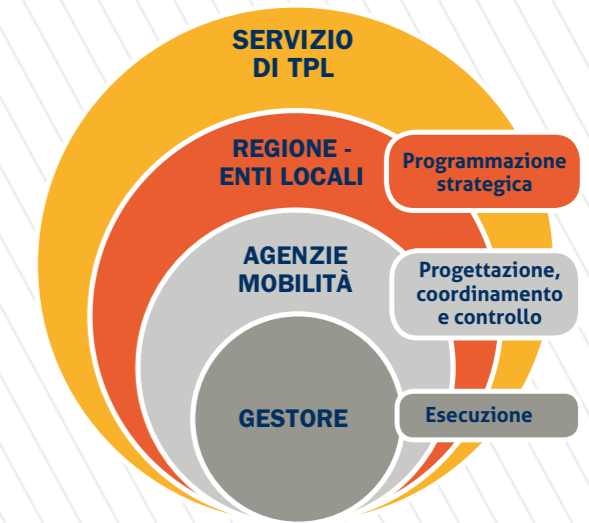 SERVIZIO
DI TPL
REGIONE -
ENTI LOCALI
Programmazione
strategica
AGENZIE
MOBILITÀ
Progettazione,
coordinamento
e controllo
GESTORE
Esecuzione